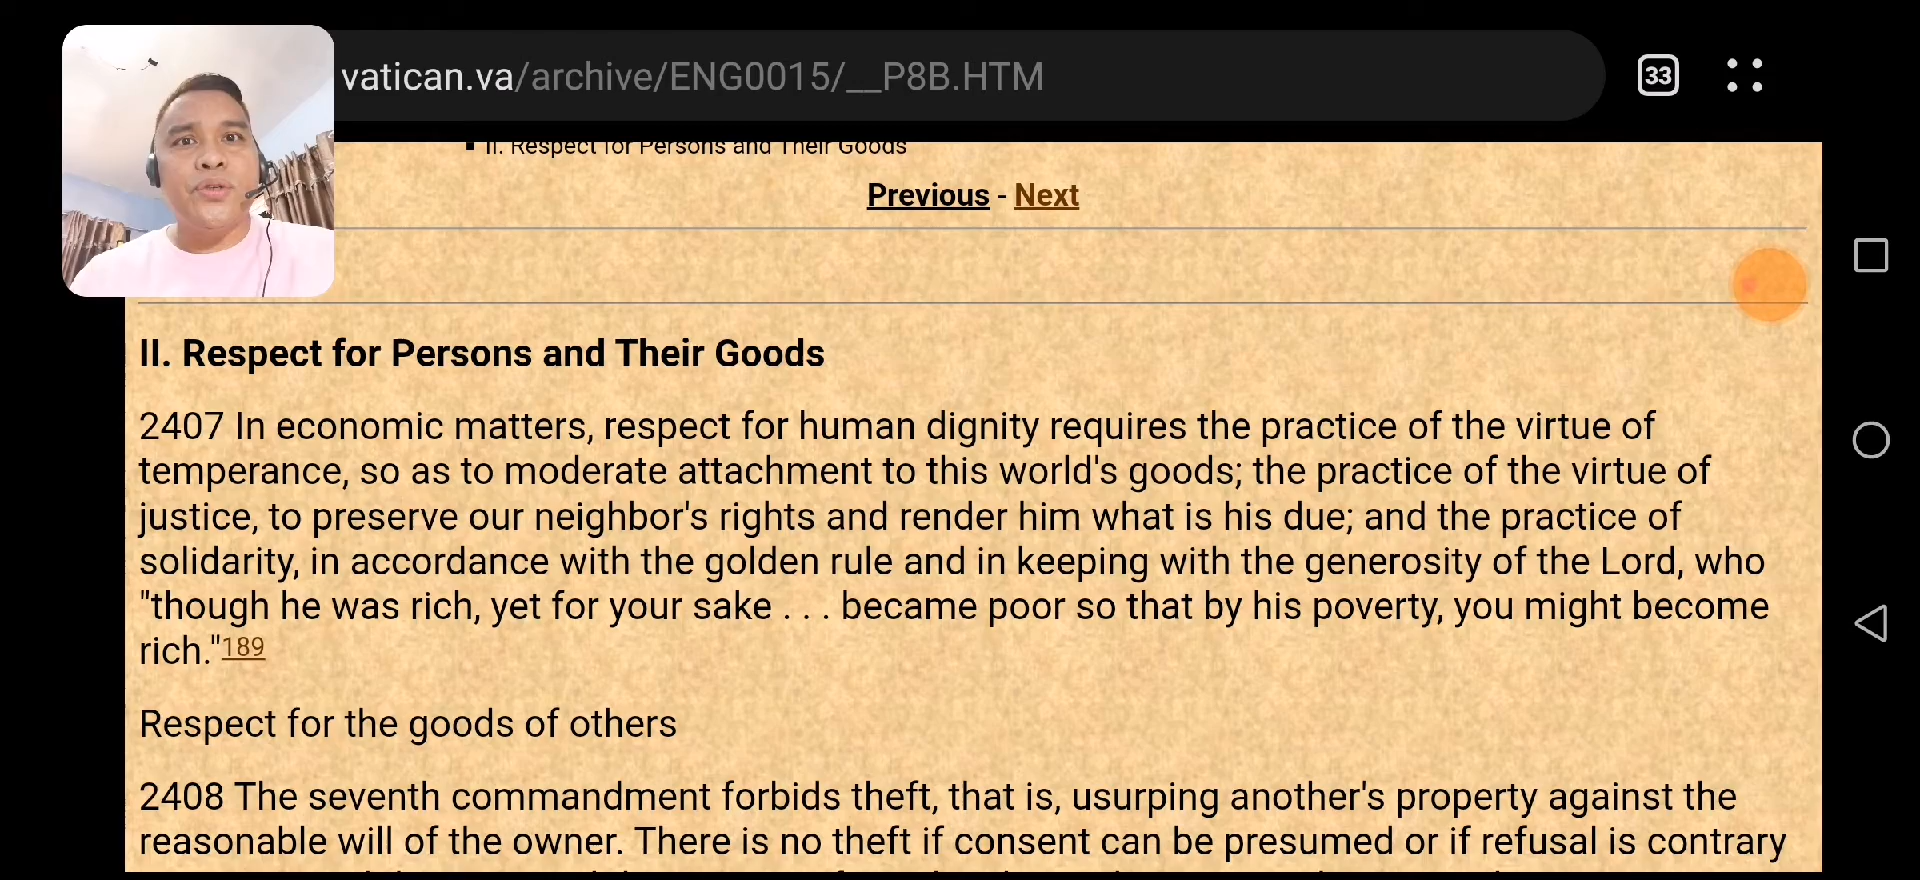 vatican.va/archive/ENG0015/__P8B.HTM
33
II. Respect for Persons and Their Goods
Previous - Next
II. Respect for Persons and Their Goods
2407 In economic matters, respect for human dignity requires the practice of the virtue of
temperance, so as to moderate attachment to this world's goods; the practice of the virtue of
justice, to preserve our neighbor's rights and render him what is his due; and the practice of
solidarity, in accordance with the golden rule and in keeping with the generosity of the Lord, who
"though he was rich, yet for your sake . . . became poor so that by his poverty, you might become
rich."189
Respect for the goods of others
2408 The seventh commandment forbids theft, that is, usurping another's property against the
reasonable will of the owner. There is no theft if consent can be presumed or if refusal is contrary